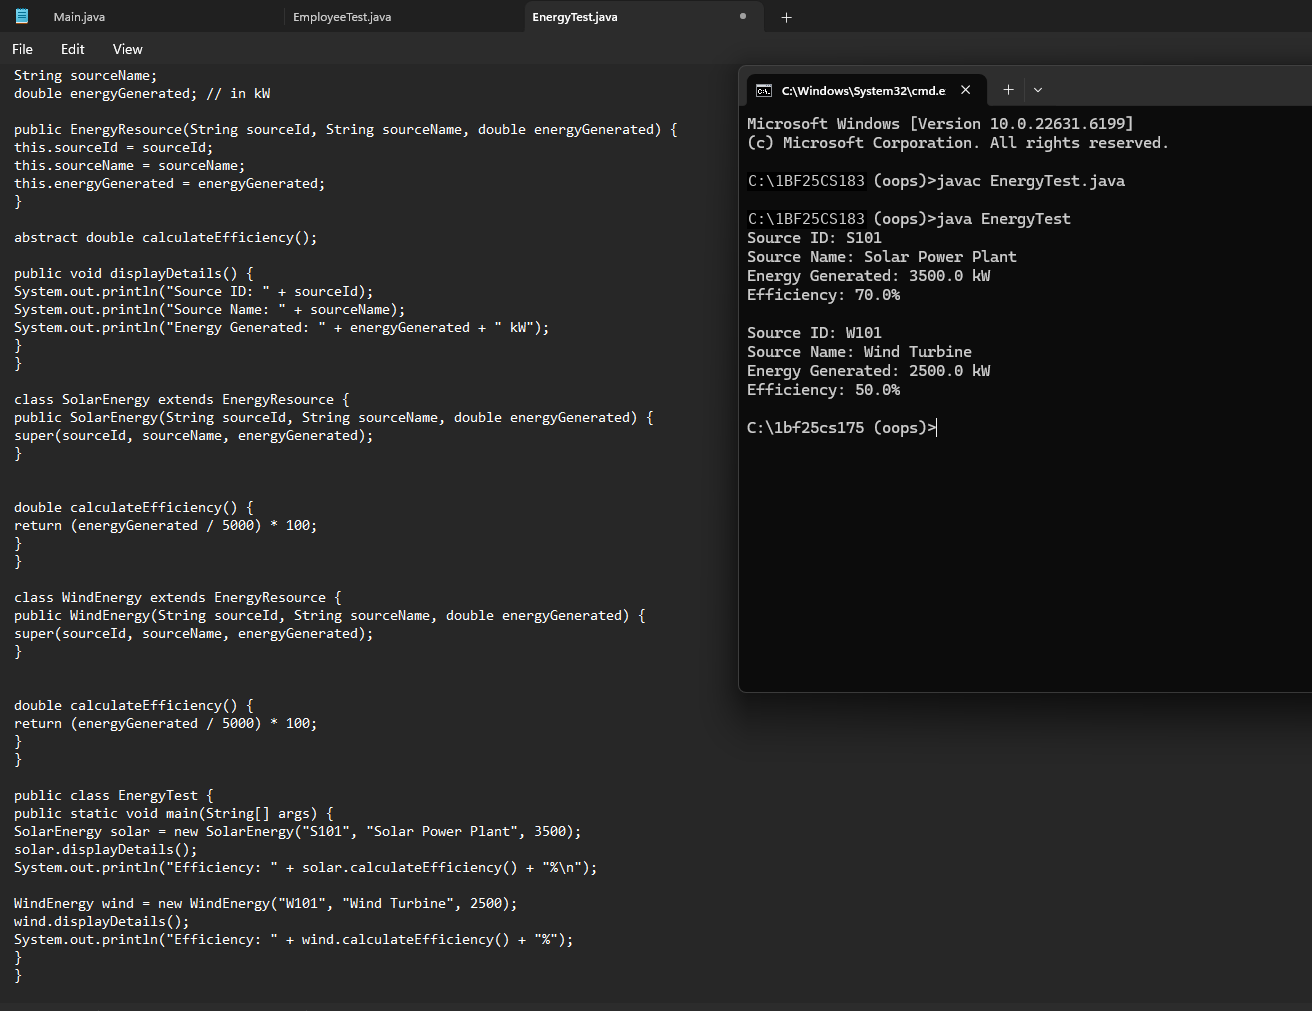 Main.java
EmployeeTest.java
EnergyTest.java
File
Edit
View
String sourceName;
double energyGenerated; // in kW
public EnergyResource(String sourceId, String sourceName, double energyGenerated) {
this.sourceId = sourceId;
this.sourceName = sourceName;
this.energyGenerated = energyGenerated;
}
abstract double calculateEfficiency();
public void displayDetails() {
System.out.println("Source ID: " + sourceId);
System.out.println("Source Name: " + sourceName);
System.out.println("Energy Generated: " + energyGenerated + " kW");
}
}
class SolarEnergy extends EnergyResource {
public SolarEnergy(String sourceId, String sourceName, double energyGenerated) {
super(sourceId, sourceName, energyGenerated);
}
double calculateEfficiency() {
return (energyGenerated / 5000) * 100;
}
}
class WindEnergy extends EnergyResource {
public WindEnergy(String sourceId, String sourceName, double energyGenerated) {
super(sourceId, sourceName, energyGenerated);
}
double calculateEfficiency() {
return (energyGenerated / 5000) * 100;
}
}
public class EnergyTest {
public static void main(String[] args) {
SolarEnergy solar = new SolarEnergy("S101", "Solar Power Plant", 3500);
solar.displayDetails();
System.out.println("Efficiency: " + solar.calculateEfficiency() + "%\n");
WindEnergy wind = new WindEnergy("W101", "Wind Turbine", 2500);
wind.displayDetails();
System.out.println("Efficiency: " + wind.calculateEfficiency() + "%");
}
}
C:\Windows\System32\cmd.e
Microsoft Windows [Version 10.0.22631.6199]
(c) Microsoft Corporation. All rights reserved.
C:\1BF25CS183 (oops)>javac EnergyTest.java
C:\1BF25CS183 (oops)>java EnergyTest
Source ID: S101
Source Name: Solar Power Plant
Energy Generated: 3500.0 kW
Efficiency: 70.0%
Source ID: W101
Source Name: Wind Turbine
Energy Generated: 2500.0 kW
Efficiency: 50.0%
C:\1bf25cs175 (oops)>